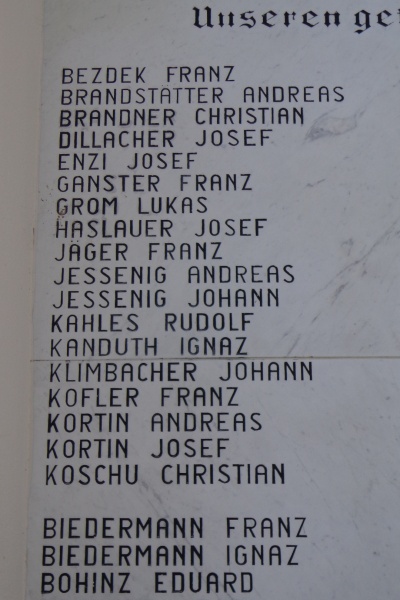 Unseren
BEZDEK FRANZ
BRANDSTÄTTER ANDREAS
BRANDNER CHRISTIAN
DILLACHER JOSEF
ENZI JOSEF
GANSTER FRANZ
GROM LUKAS
HASLAUER JOSEF
JÄGER FRANZ
JESSENIG ANDREAS
JESSENIG JOHANN
KAHLES RUDOLF
KANDUTH IGNAZ
KLIMBACHER JOHANN
KOFLER FRANZ
KORTIN ANDREAS
KORTIN JOSEF
KOSCHU CHRISTIAN
BIEDERMANN FRANZ
BIEDERMANN IGNAZ
BOHINZ EDUARD